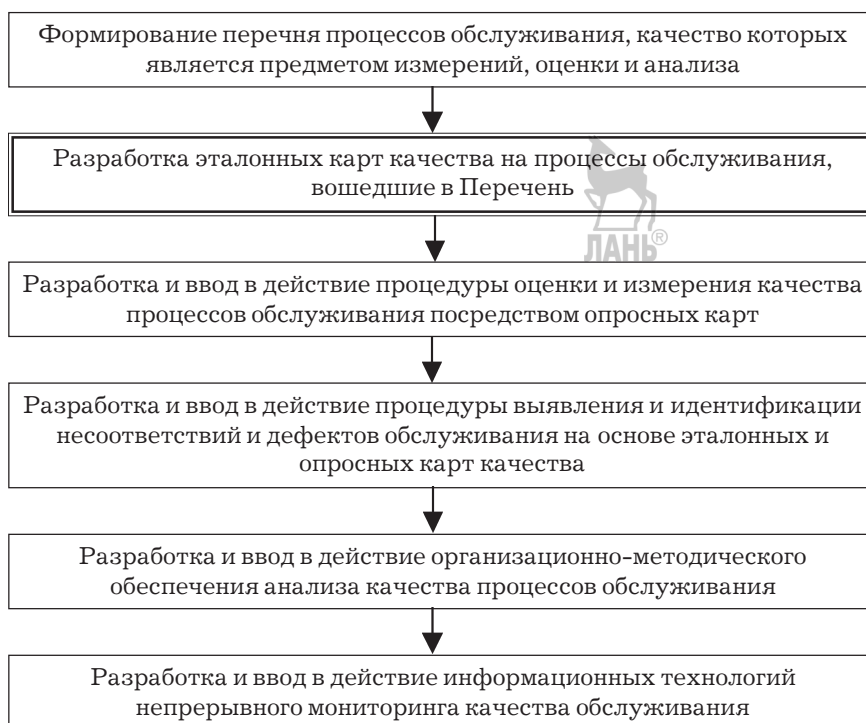 Формирование перечня процессов обслуживания, качество которых
является предметом измерений, оценки и анализа
Разработка эталонных карт качества на процессы обслуживания,
вошедшие в Перечень
ЛАНЬ®
Разработка и ввод в действие процедуры оценки и измерения качества
процессов обслуживания посредством опросных карт
Разработка и ввод в действие процедуры выявления и идентификации
несоответствий и дефектов обслуживания на основе эталонных и
опросных карт качества
Разработка и ввод в действие организационно-методического
обеспечения анализа качества процессов обслуживания
Разработка и ввод в действие информационных технологий
непрерывного мониторинга качества обслуживания